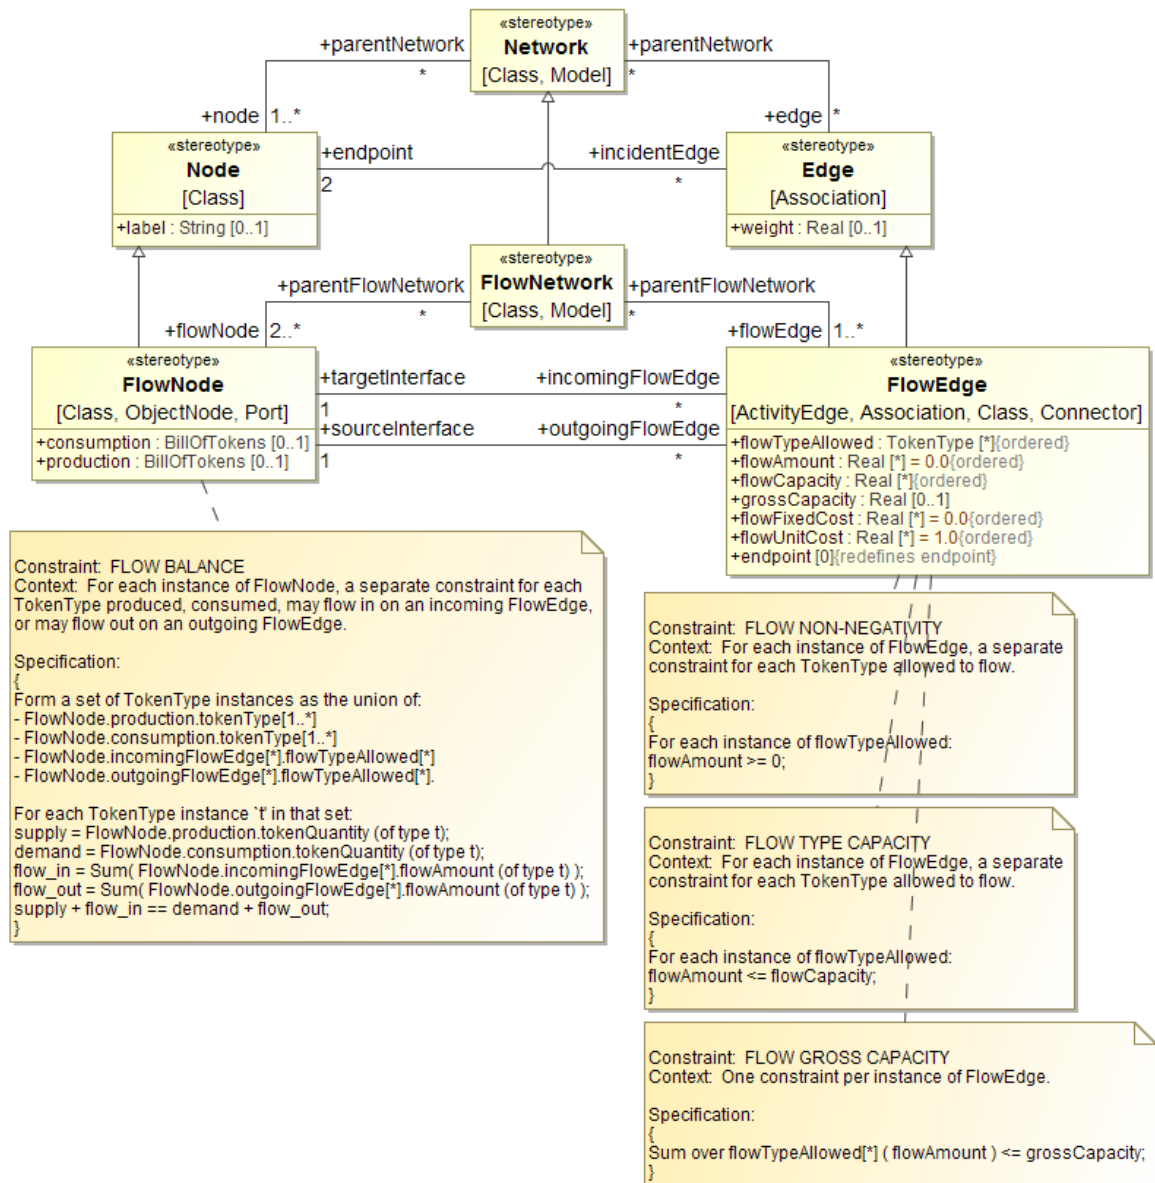 «stereotype»
Network
[Class, Model]
+parentNetwork
*
+parentNetwork
*
+node
1..*
+edge
*
«stereotype»
Node
[Class]
+label : String [0..1]
+endpoint
2
+incidentEdge
*
«stereotype»
Edge
[Association]
+weight : Real [0..1]
«stereotype»
FlowNetwork
[Class, Model]
+parentFlowNetwork
*
+parentFlowNetwork
*
+flowNode
2..*
+flowEdge
1..*
«stereotype»
FlowNode
[Class, ObjectNode, Port]
+consumption : BillOfTokens [0..1]
+production : BillOfTokens [0..1]
+targetInterface
1
+incomingFlowEdge
*
+sourceInterface
1
+outgoingFlowEdge
*
«stereotype»
FlowEdge
[ActivityEdge, Association, Class, Connector]
+flowTypeAllowed : TokenType [*]{ordered}
+flowAmount : Real [*] = 0.0{ordered}
+flowCapacity : Real [*]{ordered}
+grossCapacity : Real [0..1]
+flowFixedCost : Real [*] = 0.0{ordered}
+flowUnitCost : Real [*] = 1.0{ordered}
+endpoint [0]{redefines endpoint}
Constraint:  FLOW BALANCE
Context:  For each instance of FlowNode, a separate constraint for each
TokenType produced, consumed, may flow in on an incoming FlowEdge,
or may flow out on an outgoing FlowEdge.
Specification:
{
Form a set of TokenType instances as the union of:
- FlowNode.production.tokenType[1..*]
- FlowNode.consumption.tokenType[1..*]
- FlowNode.incomingFlowEdge[*].flowTypeAllowed[*]
- FlowNode.outgoingFlowEdge[*].flowTypeAllowed[*].
For each TokenType instance `t' in that set:
supply = FlowNode.production.tokenQuantity (of type t);
demand = FlowNode.consumption.tokenQuantity (of type t);
flow_in = Sum( FlowNode.incomingFlowEdge[*].flowAmount (of type t) );
flow_out = Sum( FlowNode.outgoingFlowEdge[*].flowAmount (of type t) );
supply + flow_in == demand + flow_out;
}
Constraint:  FLOW NON-NEGATIVITY
Context:  For each instance of FlowEdge, a separate
constraint for each TokenType allowed to flow.
Specification:
{
For each instance of flowTypeAllowed:
flowAmount >= 0;
}
Constraint:  FLOW TYPE CAPACITY
Context:  For each instance of FlowEdge, a separate
constraint for each TokenType allowed to flow.
Specification:
{
For each instance of flowTypeAllowed:
flowAmount <= flowCapacity;
}
Constraint:  FLOW GROSS CAPACITY
Context:  One constraint per instance of FlowEdge.
Specification:
{
Sum over flowTypeAllowed[*] ( flowAmount ) <= grossCapacity;
}